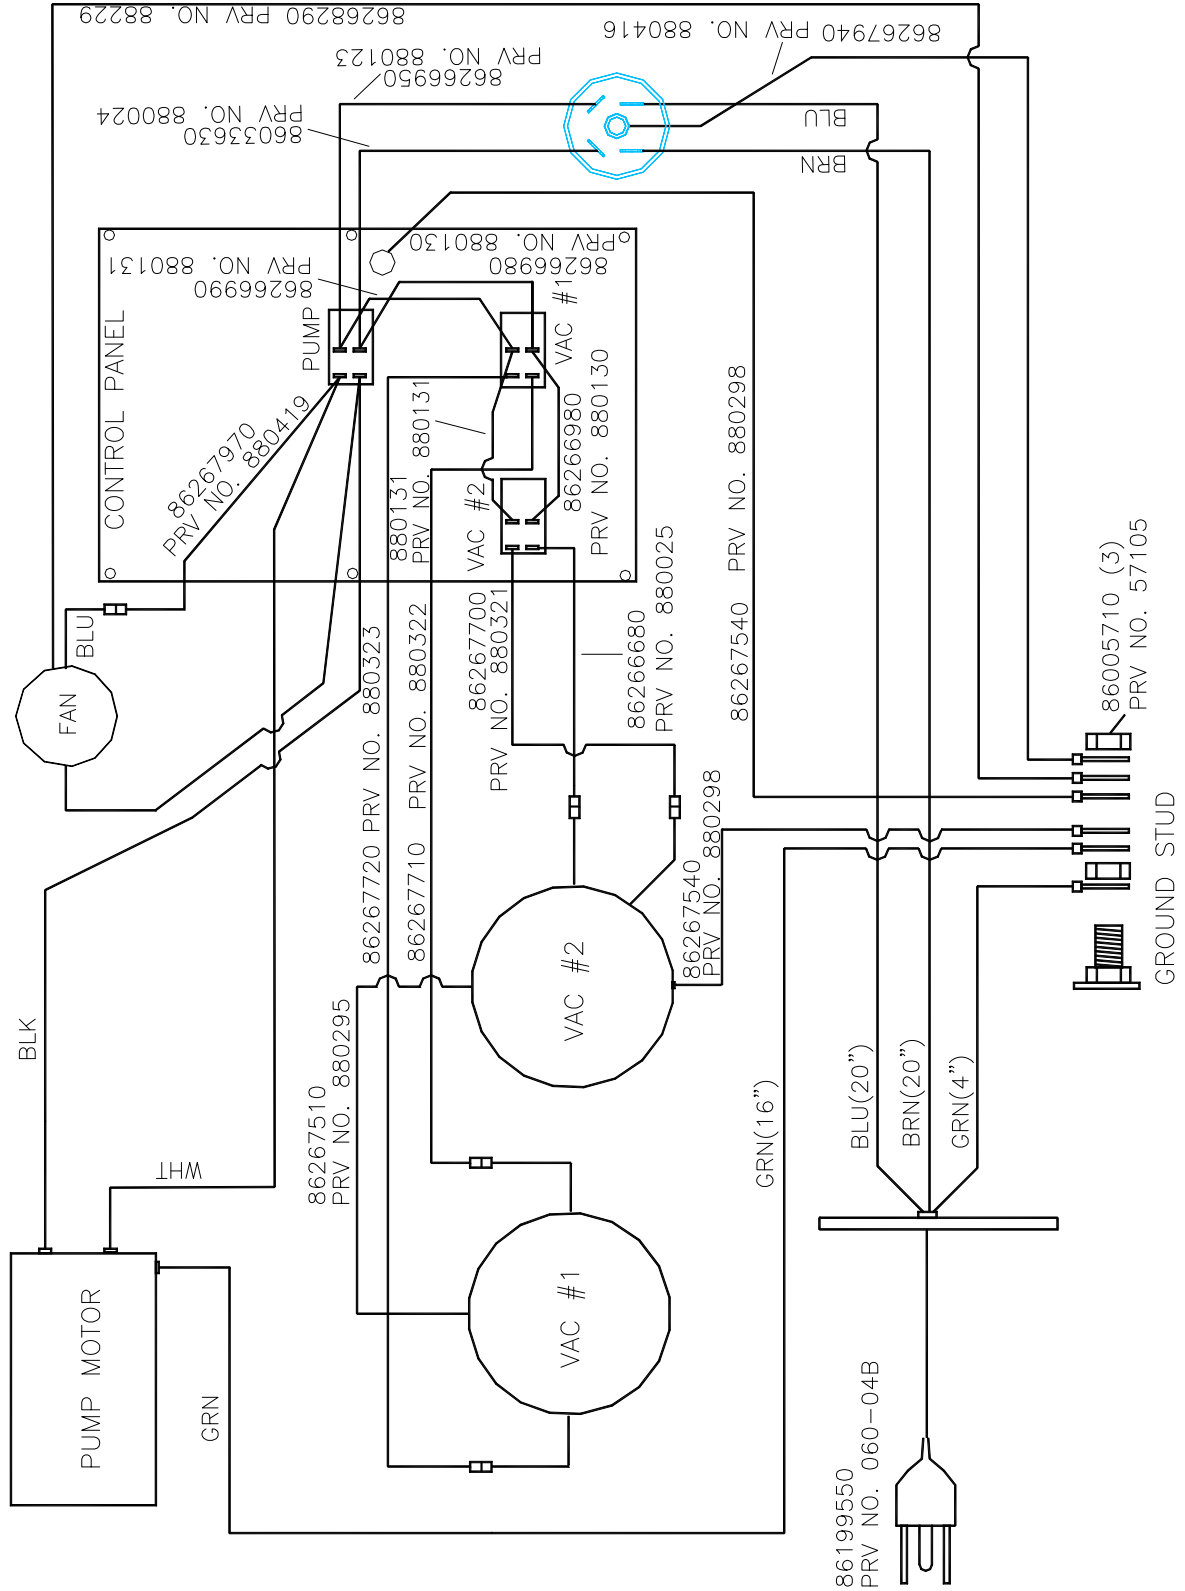 86268290 PRV NO. 88229
86266950
PRV NO. 880123
86267940 PRV NO. 880416
86033630
PRV NO. 880024
BLU
BRN
86266980
PRV NO. 880130
86266990
PRV NO. 880131
CONTROL PANEL
PUMP
VAC #1
VAC #2
86267970
PRV NO. 880419
880131
PRV NO. 880131
86266980
PRV NO. 880130
86267540 PRV NO. 880298
BLU
FAN
86267720 PRV NO. 880323
86267710 PRV NO. 880322
86267700
PRV NO. 880321
86266680
PRV NO. 880025
86005710 (3)
PRV NO. 57105
GROUND STUD
86267540
PRV NO. 880298
VAC #2
BLK
86267510
PRV NO. 880295
WHT
GRN(16")
BLU(20")
BRN(20")
GRN(4")
PUMP MOTOR
GRN
VAC #1
86199550
PRV NO. 060-04B